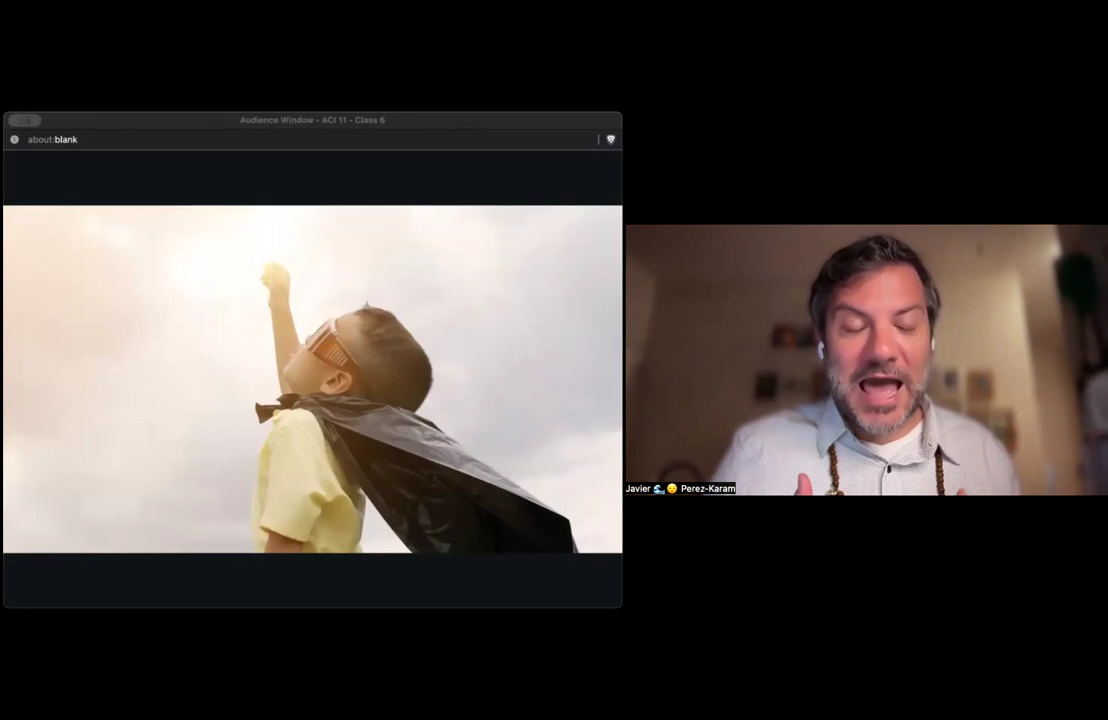 Audience Window - ACI 11 - Class 6
about:blank
Javier 🌊 😌 Perez-Karam